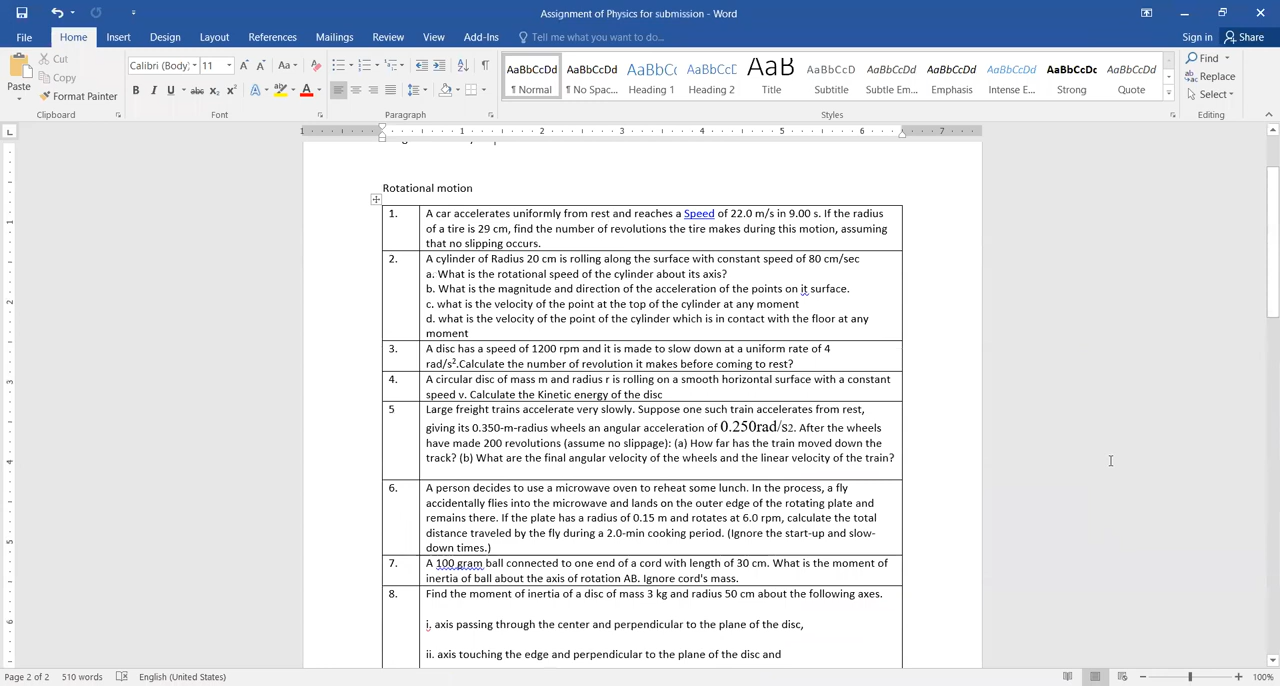 Assignment of Physics for submission - Word
File Home Insert Design Layout References Mailings Review View Add-Ins Tell me what you want to do... Sign in Share
Paste Cut Copy Format Painter Clipboard
Calibri (Body) 11 Font
Paragraph
AaBbCcDd ¶ Normal AaBbCcDd ¶ No Spac... AaBbCc Heading 1 AaBbCcC Heading 2 AaB Title AaBbCcD Subtitle AaBbCcDd Subtle Em... AaBbCcDd Emphasis AaBbCcDd Intense E... AaBbCcDc Strong AaBbCcDd Quote
Styles
Find Replace Select Editing
Rotational motion
1. A car accelerates uniformly from rest and reaches a Speed of 22.0 m/s in 9.00 s. If the radius
of a tire is 29 cm, find the number of revolutions the tire makes during this motion, assuming
that no slipping occurs.
2. A cylinder of Radius 20 cm is rolling along the surface with constant speed of 80 cm/sec
a. What is the rotational speed of the cylinder about its axis?
b. What is the magnitude and direction of the acceleration of the points on it surface.
c. what is the velocity of the point at the top of the cylinder at any moment
d. what is the velocity of the point of the cylinder which is in contact with the floor at any
moment
3. A disc has a speed of 1200 rpm and it is made to slow down at a uniform rate of 4
rad/s².Calculate the number of revolution it makes before coming to rest?
4. A circular disc of mass m and radius r is rolling on a smooth horizontal surface with a constant
speed v. Calculate the Kinetic energy of the disc
5 Large freight trains accelerate very slowly. Suppose one such train accelerates from rest,
giving its 0.350-m-radius wheels an angular acceleration of 0.250rad/s2. After the wheels
have made 200 revolutions (assume no slippage): (a) How far has the train moved down the
track? (b) What are the final angular velocity of the wheels and the linear velocity of the train?
6. A person decides to use a microwave oven to reheat some lunch. In the process, a fly
accidentally flies into the microwave and lands on the outer edge of the rotating plate and
remains there. If the plate has a radius of 0.15 m and rotates at 6.0 rpm, calculate the total
distance traveled by the fly during a 2.0-min cooking period. (Ignore the start-up and slow-
down times.)
7. A 100 gram ball connected to one end of a cord with length of 30 cm. What is the moment of
inertia of ball about the axis of rotation AB. Ignore cord's mass.
8. Find the moment of inertia of a disc of mass 3 kg and radius 50 cm about the following axes.
i. axis passing through the center and perpendicular to the plane of the disc,
ii. axis touching the edge and perpendicular to the plane of the disc and
Page 2 of 2 510 words English (United States) 100%